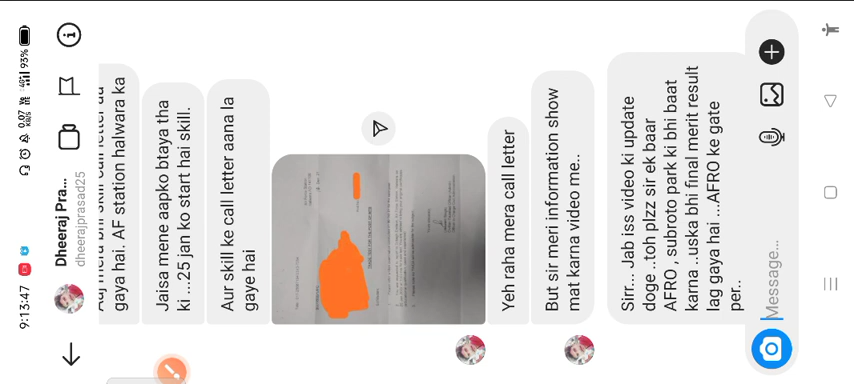 9:13:47
0.07
KB/S
4G
93%
Dheeraj Pra...
dheerajprasad25
gaya hai. AF station halwara ka
Jaisa mene aapko btaya tha
ki ...25 jan ko start hai skill.
Aur skill ke call letter aana la
gaye hai
Yeh raha mera call letter
But sir meri information show
mat karna video me..
Sirr... Jab iss video ki update
doge ..toh plzz sir ek baar
AFRO , subroto park ki bhi baat
karna ..uska bhi final merit result
lag gaya hai ...AFRO ke gate
per..
Message...